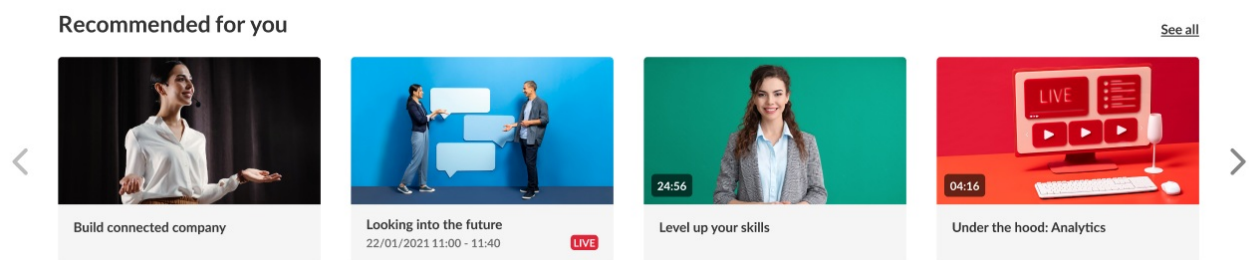 Recommended for you
See all
LIVE
24:56
04:16
Build connected company
Looking into the future
22/01/2021 11:00 - 11:40
LIVE
Level up your skills
Under the hood: Analytics